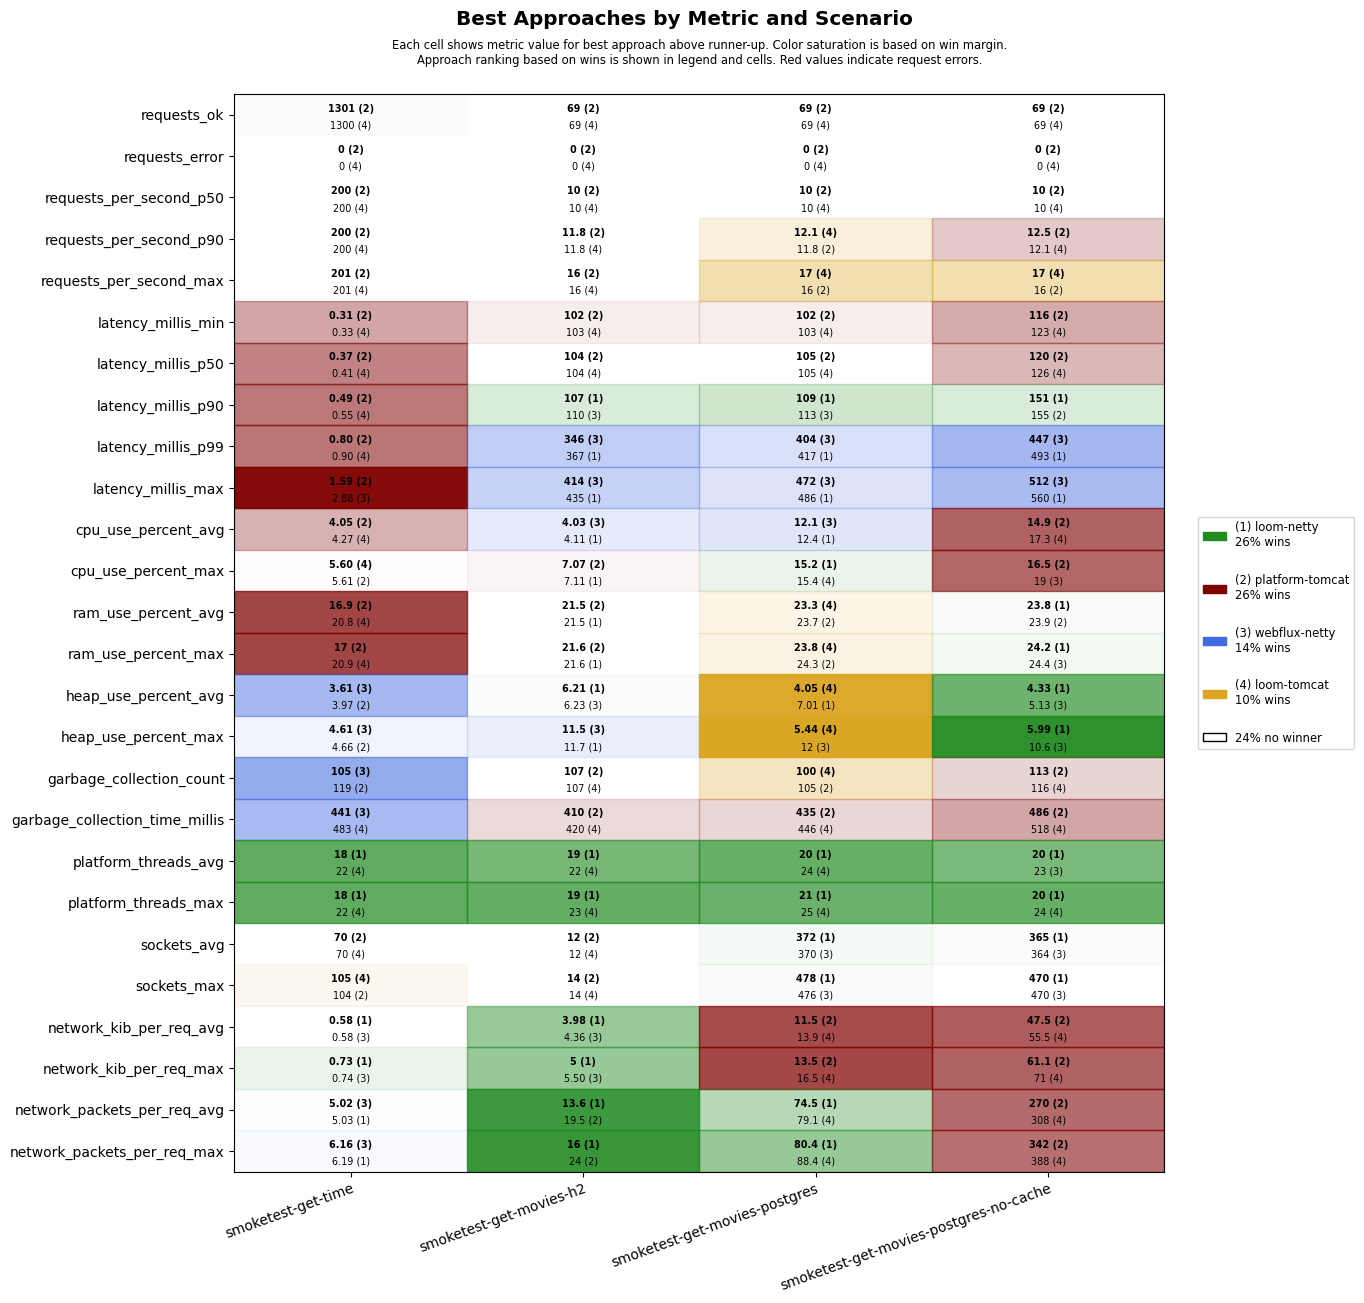 Best Approaches by Metric and Scenario
Each cell shows metric value for best approach above runner-up. Color saturation is based on win margin.
Approach ranking based on wins is shown in legend and cells. Red values indicate request errors.
requests_ok
1301 (2) 69 (2) 69 (2) 69 (2)
1300 (4) 69 (4) 69 (4) 69 (4)
requests_error
0 (2) 0 (2) 0 (2) 0 (2)
0 (4) 0 (4) 0 (4) 0 (4)
requests_per_second_p50
200 (2) 10 (2) 10 (2) 10 (2)
200 (4) 10 (4) 10 (4) 10 (4)
requests_per_second_p90
200 (2) 11.8 (2) 12.1 (4) 12.5 (2)
200 (4) 11.8 (4) 11.8 (2) 12.1 (4)
requests_per_second_max
201 (2) 16 (2) 17 (4) 17 (4)
201 (4) 16 (4) 16 (2) 16 (2)
latency_millis_min
0.31 (2) 102 (2) 102 (2) 116 (2)
0.33 (4) 103 (4) 103 (4) 123 (4)
latency_millis_p50
0.37 (2) 104 (2) 105 (2) 120 (2)
0.41 (4) 104 (4) 105 (4) 126 (4)
latency_millis_p90
0.49 (2) 107 (1) 109 (1) 151 (1)
0.55 (4) 110 (3) 113 (3) 155 (2)
latency_millis_p99
0.80 (2) 346 (3) 404 (3) 447 (3)
0.90 (4) 367 (1) 417 (1) 493 (1)
latency_millis_max
1.59 (2) 414 (3) 472 (3) 512 (3)
2.88 (3) 435 (1) 486 (1) 560 (1)
cpu_use_percent_avg
4.05 (2) 4.03 (3) 12.1 (3) 14.9 (2)
4.27 (4) 4.11 (1) 12.4 (1) 17.3 (4)
cpu_use_percent_max
5.60 (4) 7.07 (2) 15.2 (1) 16.5 (2)
5.61 (2) 7.11 (1) 15.4 (4) 19 (3)
ram_use_percent_avg
16.9 (2) 21.5 (2) 23.3 (4) 23.8 (1)
20.8 (4) 21.5 (1) 23.7 (2) 23.9 (2)
ram_use_percent_max
17 (2) 21.6 (2) 23.8 (4) 24.2 (1)
20.9 (4) 21.6 (1) 24.3 (2) 24.4 (3)
heap_use_percent_avg
3.61 (3) 6.21 (1) 4.05 (4) 4.33 (1)
3.97 (2) 6.23 (3) 7.01 (1) 5.13 (3)
heap_use_percent_max
4.61 (3) 11.5 (3) 5.44 (4) 5.99 (1)
4.66 (2) 11.7 (1) 12 (3) 10.6 (3)
garbage_collection_count
105 (3) 107 (2) 100 (4) 113 (2)
119 (2) 107 (4) 105 (2) 116 (4)
garbage_collection_time_millis
441 (3) 410 (2) 435 (2) 486 (2)
483 (4) 420 (4) 446 (4) 518 (4)
platform_threads_avg
18 (1) 19 (1) 20 (1) 20 (1)
22 (4) 22 (4) 24 (4) 23 (3)
platform_threads_max
18 (1) 19 (1) 21 (1) 20 (1)
22 (4) 23 (4) 25 (4) 24 (4)
sockets_avg
70 (2) 12 (2) 372 (1) 365 (1)
70 (4) 12 (4) 370 (3) 364 (3)
sockets_max
105 (4) 14 (2) 478 (1) 470 (1)
104 (2) 14 (4) 476 (3) 470 (3)
network_kib_per_req_avg
0.58 (1) 3.98 (1) 11.5 (2) 47.5 (2)
0.58 (3) 4.36 (3) 13.9 (4) 55.5 (4)
network_kib_per_req_max
0.73 (1) 5 (1) 13.5 (2) 61.1 (2)
0.74 (3) 5.50 (3) 16.5 (4) 71 (4)
network_packets_per_req_avg
5.02 (3) 13.6 (1) 74.5 (1) 270 (2)
5.03 (1) 19.5 (2) 79.1 (4) 308 (4)
network_packets_per_req_max
6.16 (3) 16 (1) 80.4 (1) 342 (2)
6.19 (1) 24 (2) 88.4 (4) 388 (4)
smoketest-get-time
smoketest-get-movies-h2
smoketest-get-movies-postgres
smoketest-get-movies-postgres-no-cache
(1) loom-netty
26% wins
(2) platform-tomcat
26% wins
(3) webflux-netty
14% wins
(4) loom-tomcat
10% wins
24% no winner